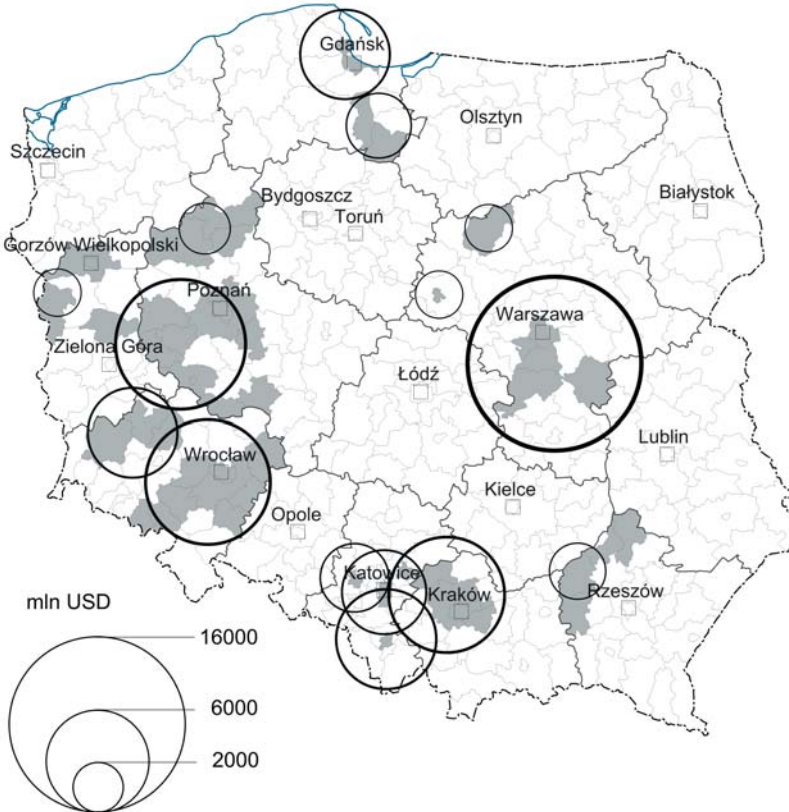 Gdańsk
Olsztyn
Szczecin
Bydgoszcz
Białystok
Toruń
Gorzów Wielkopolski
Poznań
Warszawa
Zielona Góra
Łódź
Lublin
Wrocław
Kielce
Opole
Katowice
Rzeszów
Kraków
mln USD
16000
6000
2000